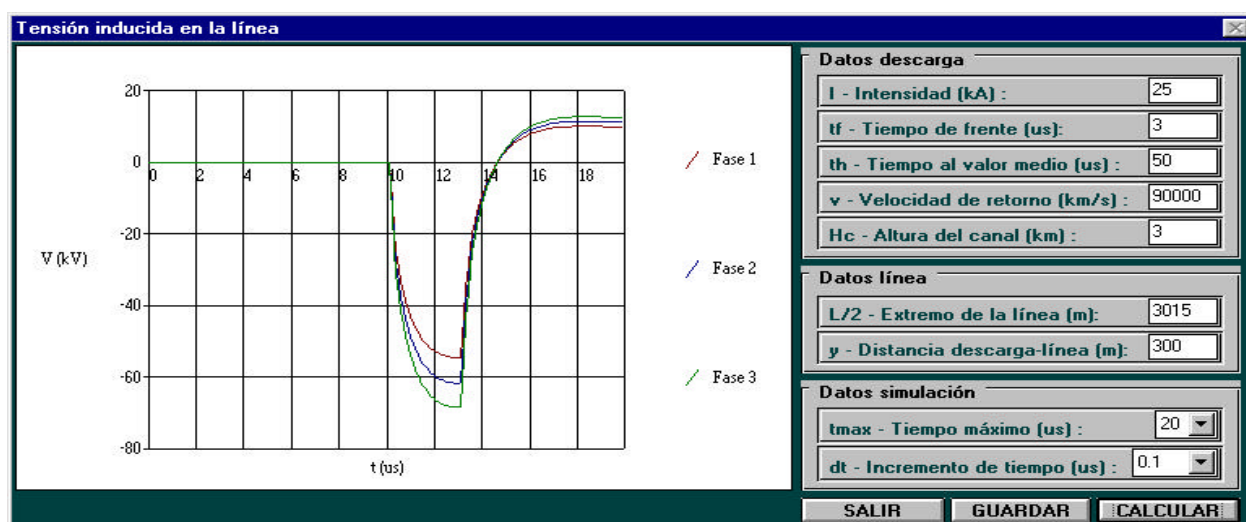 Tensión inducida en la línea
20
0
-20
-40
-60
-80
0 2 4 6 8 10 12 14 16 18
V (kV)
t (us)
Fase 1
Fase 2
Fase 3
Datos descarga
I - Intensidad (kA) : 25
tf - Tiempo de frente (us): 3
th - Tiempo al valor medio (us) : 50
v - Velocidad de retorno (km/s) : 90000
Hc - Altura del canal (km) : 3
Datos línea
L/2 - Extremo de la línea (m): 3015
y - Distancia descarga-línea (m): 300
Datos simulación
tmax - Tiempo máximo (us) : 20
dt - Incremento de tiempo (us) : 0.1
SALIR GUARDAR CALCULAR